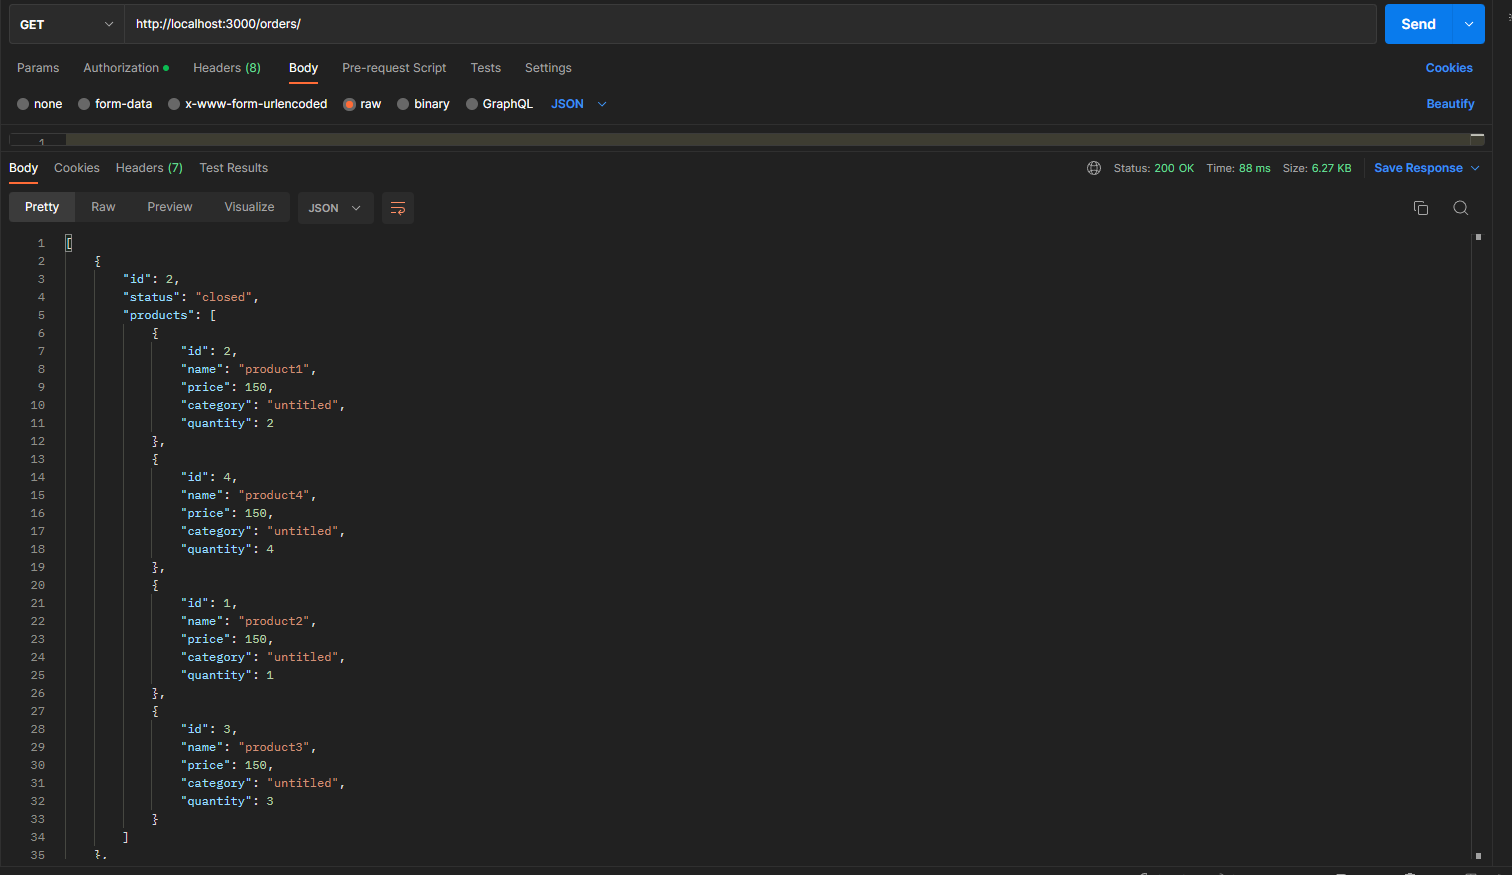 GET http://localhost:3000/orders/ Send
Params Authorization Headers (8) Body Pre-request Script Tests Settings Cookies
none form-data x-www-form-urlencoded raw binary GraphQL JSON Beautify
1
Body Cookies Headers (7) Test Results Status: 200 OK Time: 88 ms Size: 6.27 KB Save Response
Pretty Raw Preview Visualize JSON
1 [
2 {
3 "id": 2,
4 "status": "closed",
5 "products": [
6 {
7 "id": 2,
8 "name": "product1",
9 "price": 150,
10 "category": "untitled",
11 "quantity": 2
12 },
13 {
14 "id": 4,
15 "name": "product4",
16 "price": 150,
17 "category": "untitled",
18 "quantity": 4
19 },
20 {
21 "id": 1,
22 "name": "product2",
23 "price": 150,
24 "category": "untitled",
25 "quantity": 1
26 },
27 {
28 "id": 3,
29 "name": "product3",
30 "price": 150,
31 "category": "untitled",
32 "quantity": 3
33 }
34 ]
35 },